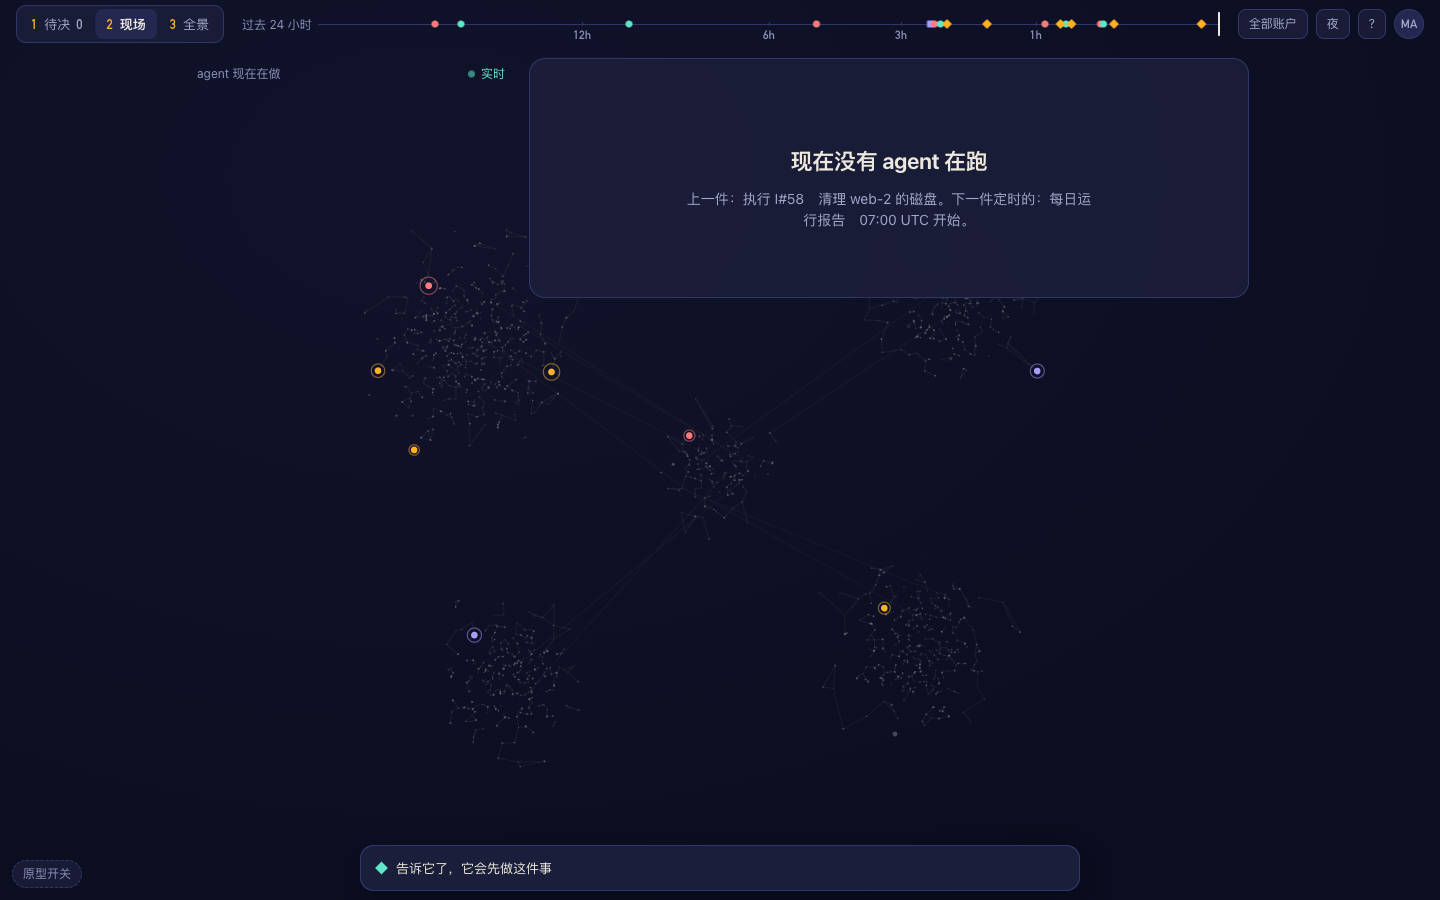 1 待决 0 2 现场 3 全景 过去 24 小时 12h 6h 3h 1h 全部账户 夜 ? MA
agent 现在在做 实时
现在没有 agent 在跑
上一件：执行 I#58 清理 web-2 的磁盘。下一件定时的：每日运
行报告 07:00 UTC 开始。
告诉它了，它会先做这件事
原型开关